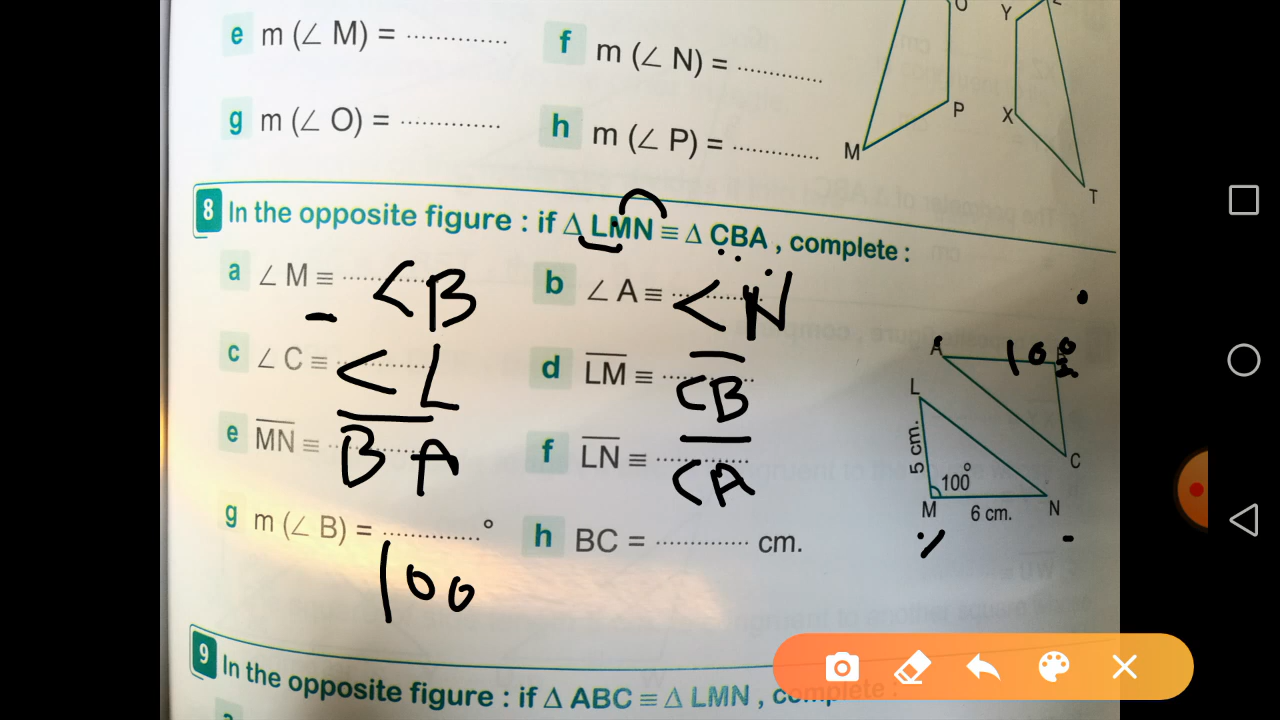 e m (∠ M) = ............... f m (∠ N) = ...............
g m (∠ O) = ............... h m (∠ P) = ...............
O Y
P X
M T
8 In the opposite figure : if Δ LMN ≡ Δ CBA , complete :
a ∠ M ≡ <B b ∠ A ≡ <N
c ∠ C ≡ <L d LM ≡ CB
e MN ≡ BA f LN ≡ CA
g m (∠ B) = ............... ° h BC = ............... cm.
100
A 100
L
C
5 cm.
100°
M 6 cm. N
9 In the opposite figure : if Δ ABC ≡ Δ LMN , complete :